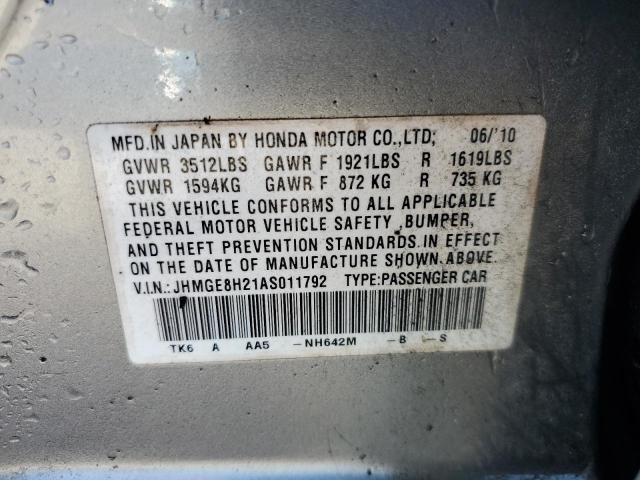 MFD.IN JAPAN BY HONDA MOTOR CO.,LTD; 06/'10
GVWR 3512LBS GAWR F 1921LBS R 1619LBS
GVWR 1594KG GAWR F 872 KG R 735 KG
THIS VEHICLE CONFORMS TO ALL APPLICABLE
FEDERAL MOTOR VEHICLE SAFETY ,BUMPER,
AND THEFT PREVENTION STANDARDS.IN EFFECT
ON THE DATE OF MANUFACTURE SHOWN.ABOVE.
V.I.N.:JHMGE8H21AS011792 TYPE:PASSENGER CAR
TK6 A AA5 -NH642M -B -S